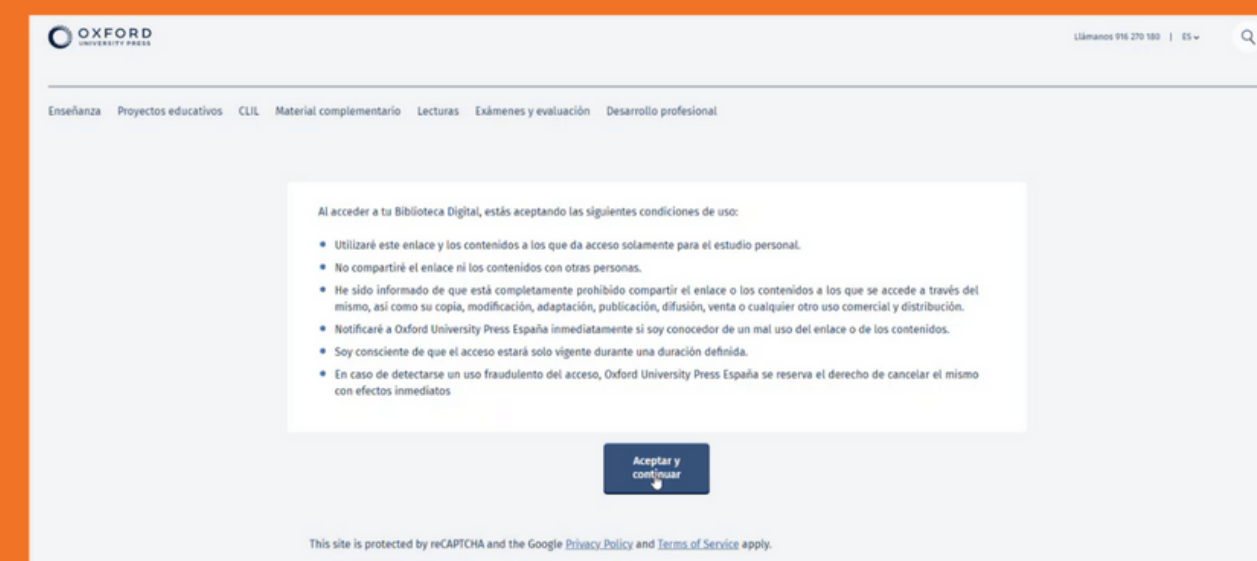 OXFORD
UNIVERSITY PRESS
Llámanos 916 270 180 | ES
Enseñanza Proyectos educativos CLIL Material complementario Lecturas Exámenes y evaluación Desarrollo profesional
Al acceder a tu Biblioteca Digital, estás aceptando las siguientes condiciones de uso:
• Utilizaré este enlace y los contenidos a los que da acceso solamente para el estudio personal.
• No compartiré el enlace ni los contenidos con otras personas.
• He sido informado de que está completamente prohibido compartir el enlace o los contenidos a los que se accede a través del
mismo, así como su copia, modificación, adaptación, publicación, difusión, venta o cualquier otro uso comercial y distribución.
• Notificaré a Oxford University Press España inmediatamente si soy conocedor de un mal uso del enlace o de los contenidos.
• Soy consciente de que el acceso estará solo vigente durante una duración definida.
• En caso de detectarse un uso fraudulento del acceso, Oxford University Press España se reserva el derecho de cancelar el mismo
con efectos inmediatos
Aceptar y
continuar
This site is protected by reCAPTCHA and the Google Privacy Policy and Terms of Service apply.